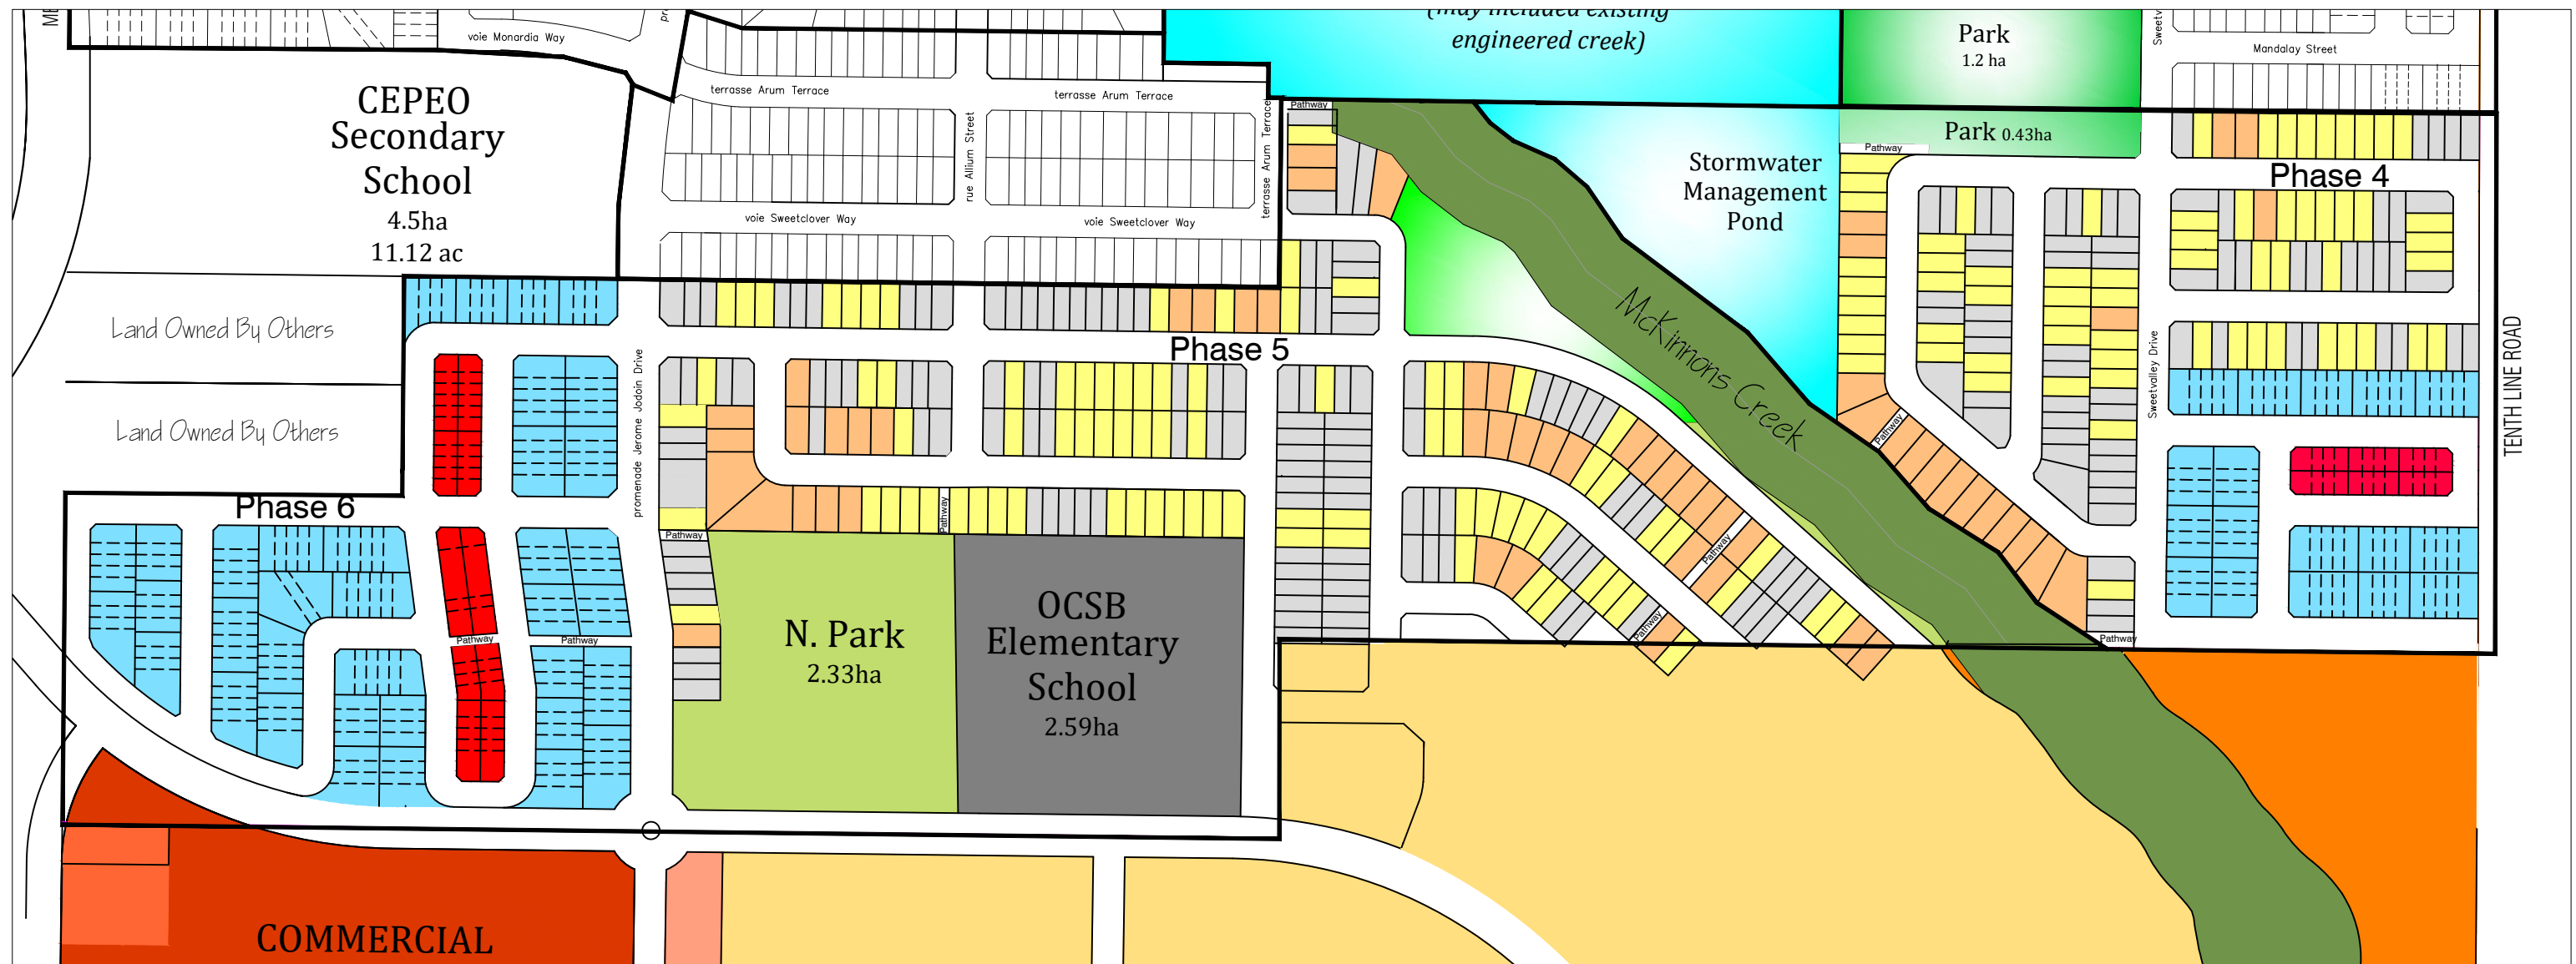 voie Monardia Way
(may included existing
engineered creek)
Park
1.2 ha
Mandalay Street
CEPEO
Secondary
School
4.5ha
11.12 ac
terrasse Arum Terrace
terrasse Arum Terrace
rue Allium Street
terrasse Arum Terrace
voie Sweetclover Way
voie Sweetclover Way
Pathway
Stormwater
Management
Pond
Park 0.43ha
Pathway
Phase 4
Land Owned By Others
Land Owned By Others
promenade Jerome Jodoin Drive
Phase 5
McKinnons Creek
Sweetvalley Drive
TENTH LINE ROAD
Pathway
Phase 6
Pathway
Pathway
Pathway
Pathway
Pathway
Pathway
Pathway
Pathway
N. Park
2.33ha
OCSB
Elementary
School
2.59ha
COMMERCIAL